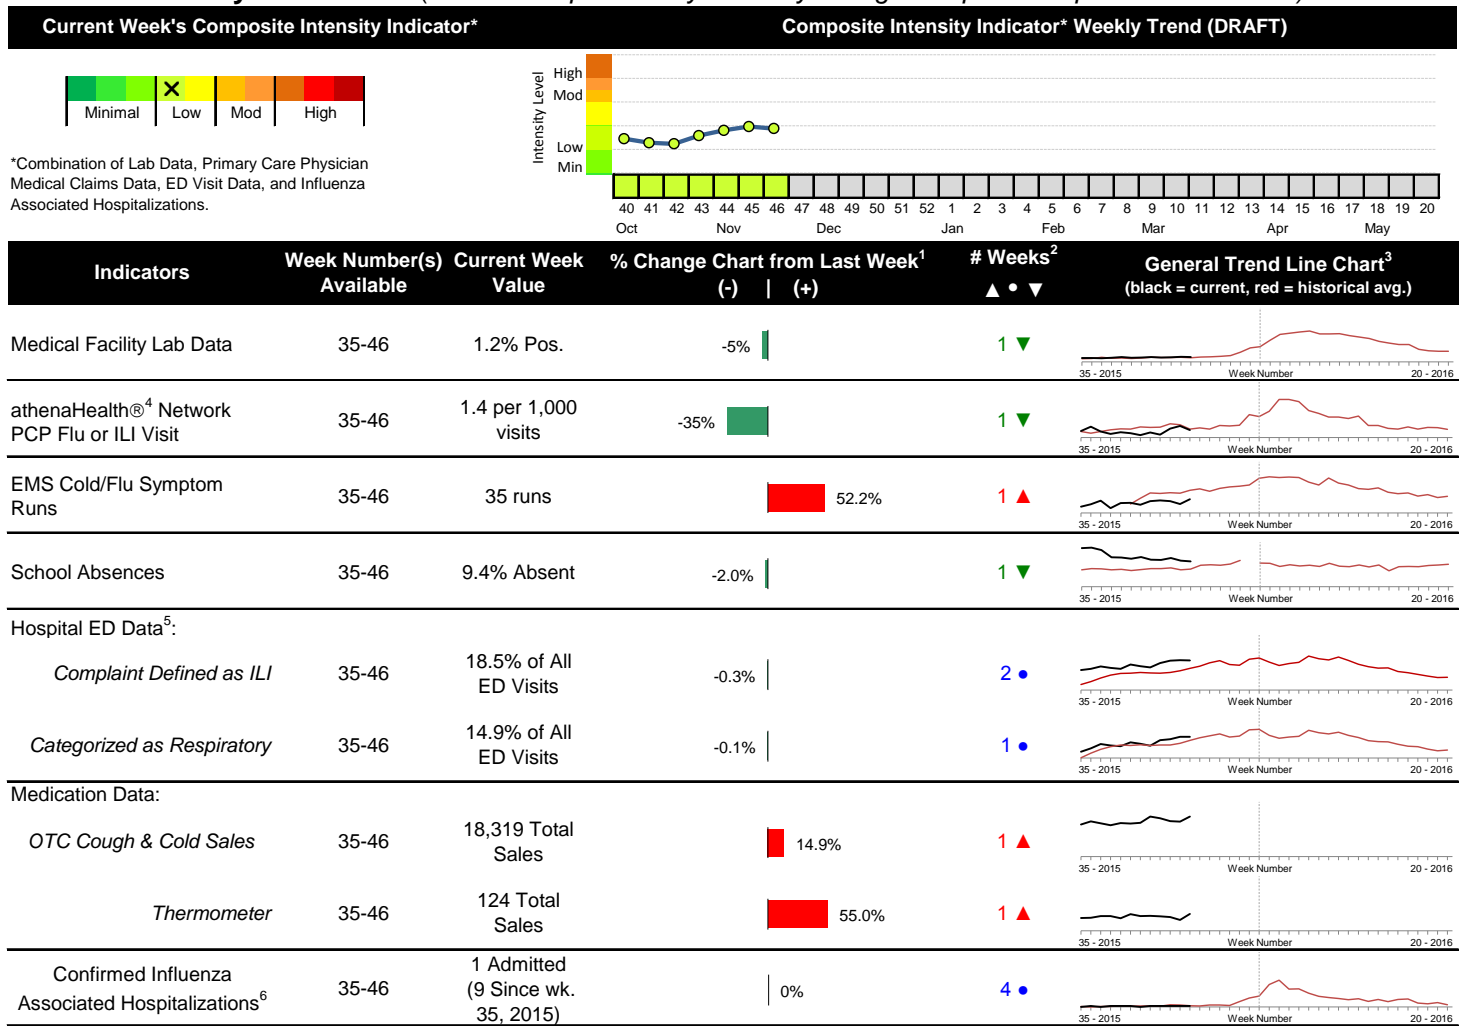 Current Week's Composite Intensity Indicator*
Composite Intensity Indicator* Weekly Trend (DRAFT)
Minimal Low Mod High
*Combination of Lab Data, Primary Care Physician
Medical Claims Data, ED Visit Data, and Influenza
Associated Hospitalizations.
Intensity Level
High
Mod
Low
Min
40 41 42 43 44 45 46 47 48 49 50 51 52 1 2 3 4 5 6 7 8 9 10 11 12 13 14 15 16 17 18 19 20
Oct Nov Dec Jan Feb Mar Apr May
Indicators
Week Number(s)
Available
Current Week
Value
% Change Chart from Last Week1
(-) | (+)
# Weeks2
▲ ● ▼
General Trend Line Chart3
(black = current, red = historical avg.)
Medical Facility Lab Data
35-46
1.2% Pos.
-5%
1 ▼
35 - 2015 Week Number 20 - 2016
athenaHealth®4 Network
PCP Flu or ILI Visit
35-46
1.4 per 1,000
visits
-35%
1 ▼
35 - 2015 Week Number 20 - 2016
EMS Cold/Flu Symptom
Runs
35-46
35 runs
52.2%
1 ▲
35 - 2015 Week Number 20 - 2016
School Absences
35-46
9.4% Absent
-2.0%
1 ▼
35 - 2015 Week Number 20 - 2016
Hospital ED Data5:
Complaint Defined as ILI
35-46
18.5% of All
ED Visits
-0.3%
2 ●
35 - 2015 Week Number 20 - 2016
Categorized as Respiratory
35-46
14.9% of All
ED Visits
-0.1%
1 ●
35 - 2015 Week Number 20 - 2016
Medication Data:
OTC Cough & Cold Sales
35-46
18,319 Total
Sales
14.9%
1 ▲
35 - 2015 Week Number 20 - 2016
Thermometer
35-46
124 Total
Sales
55.0%
1 ▲
35 - 2015 Week Number 20 - 2016
Confirmed Influenza
Associated Hospitalizations6
35-46
1 Admitted
(9 Since wk.
35, 2015)
0%
4 ●
35 - 2015 Week Number 20 - 2016